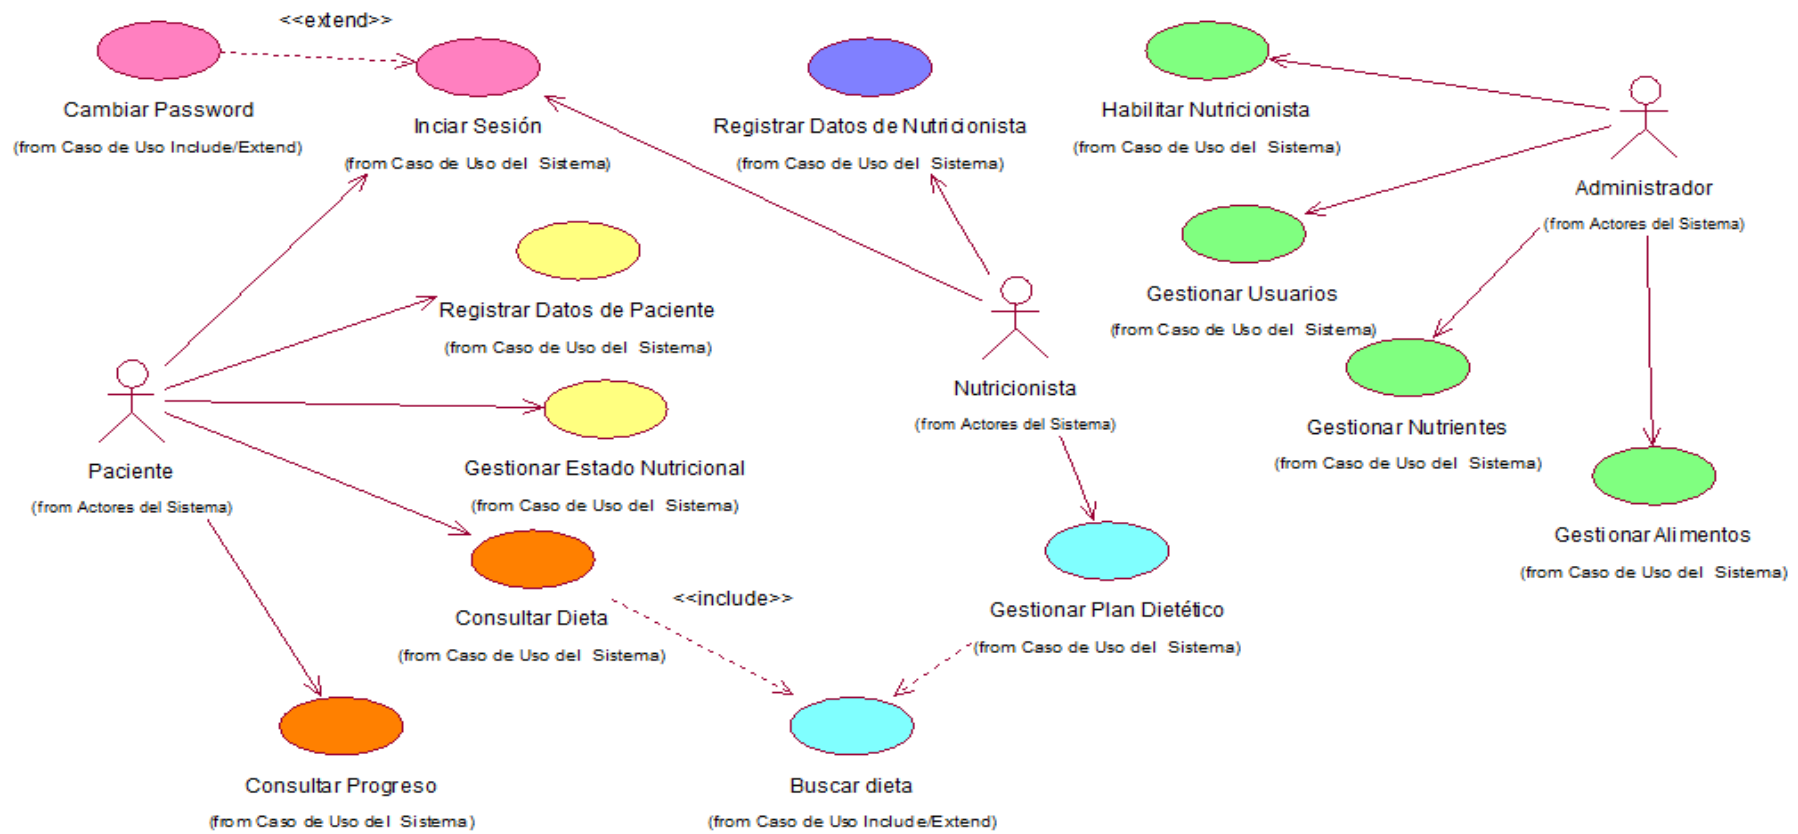 <<extend>>
Cambiar Password
(from Caso de Uso Include/Extend)
Inciar Sesión
(from Caso de Uso del Sistema)
Registrar Datos de Nutricionista
(from Caso de Uso del Sistema)
Habilitar Nutricionista
(from Caso de Uso del Sistema)
Administrador
(from Actores del Sistema)
Gestionar Usuarios
(from Caso de Uso del Sistema)
Registrar Datos de Paciente
(from Caso de Uso del Sistema)
Nutricionista
(from Actores del Sistema)
Gestionar Nutrientes
(from Caso de Uso del Sistema)
Paciente
(from Actores del Sistema)
Gestionar Estado Nutricional
(from Caso de Uso del Sistema)
Gestionar Alimentos
(from Caso de Uso del Sistema)
<<include>>
Consultar Dieta
(from Caso de Uso del Sistema)
Gestionar Plan Dietético
(from Caso de Uso del Sistema)
Consultar Progreso
(from Caso de Uso del Sistema)
Buscar dieta
(from Caso de Uso Include/Extend)